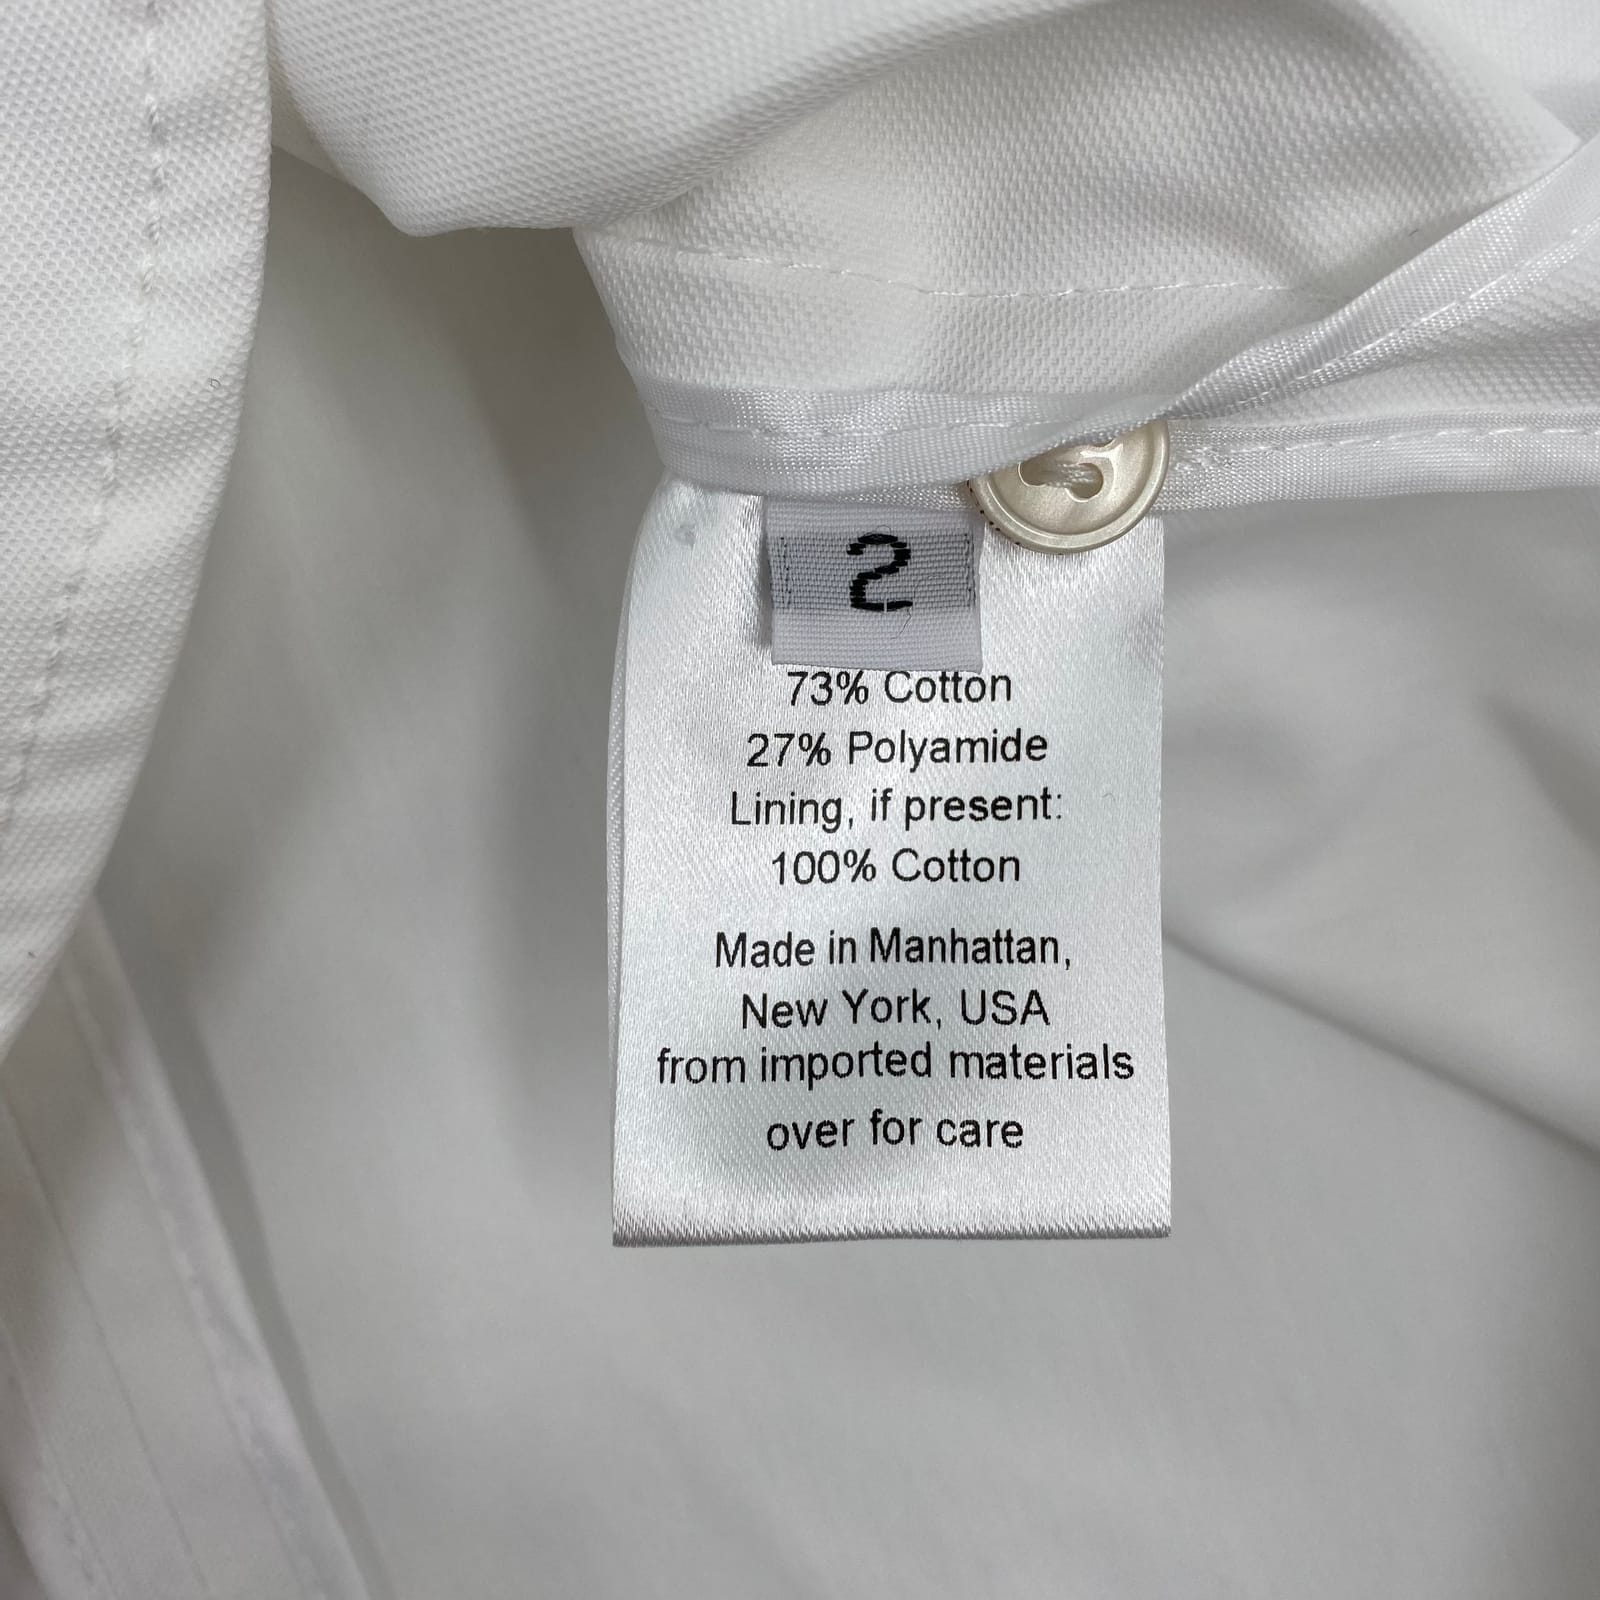 2
73% Cotton
27% Polyamide
Lining, if present:
100% Cotton
Made in Manhattan,
New York, USA
from imported materials
over for care